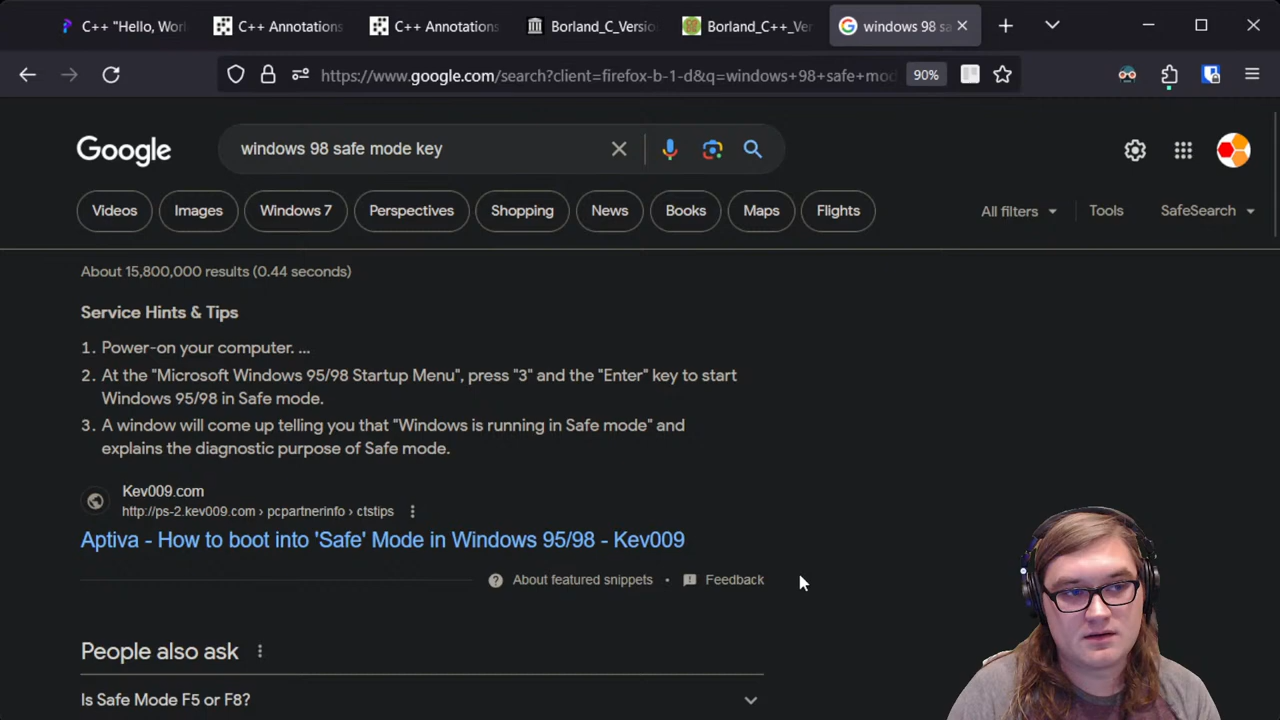 C++ "Hello, Worl
C++ Annotations
C++ Annotations
Borland_C_Versio
Borland_C++_Ver
windows 98 sa
https://www.google.com/search?client=firefox-b-1-d&q=windows+98+safe+mod
90%
Google
windows 98 safe mode key
Videos
Images
Windows 7
Perspectives
Shopping
News
Books
Maps
Flights
All filters
Tools
SafeSearch
About 15,800,000 results (0.44 seconds)
Service Hints & Tips
1. Power-on your computer. ...
2. At the "Microsoft Windows 95/98 Startup Menu", press "3" and the "Enter" key to start
Windows 95/98 in Safe mode.
3. A window will come up telling you that "Windows is running in Safe mode" and
explains the diagnostic purpose of Safe mode.
Kev009.com
http://ps-2.kev009.com › pcpartnerinfo › ctstips
Aptiva - How to boot into 'Safe' Mode in Windows 95/98 - Kev009
About featured snippets
•
Feedback
People also ask
Is Safe Mode F5 or F8?